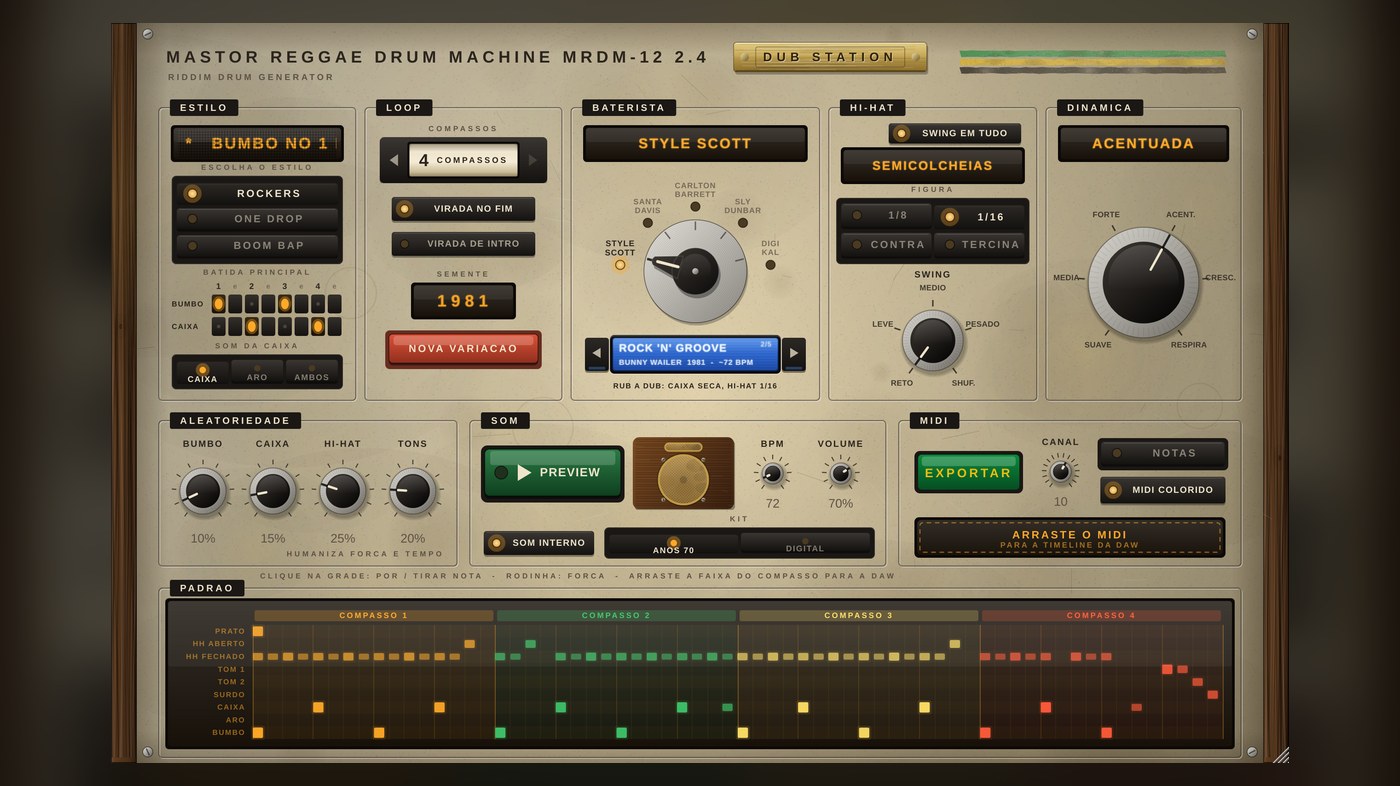 MASTOR REGGAE DRUM MACHINE MRDM-12 2.4
RIDDIM DRUM GENERATOR
DUB STATION
ESTILO
* BUMBO NO 1
ESCOLHA O ESTILO
ROCKERS
ONE DROP
BOOM BAP
BATIDA PRINCIPAL
1 e 2 e 3 e 4 e
BUMBO
CAIXA
SOM DA CAIXA
CAIXA
ARO
AMBOS
LOOP
COMPASSOS
4 COMPASSOS
VIRADA NO FIM
VIRADA DE INTRO
SEMENTE
1981
NOVA VARIACAO
BATERISTA
STYLE SCOTT
CARLTON
BARRETT
SANTA
DAVIS
SLY
DUNBAR
STYLE
SCOTT
DIGI
KAL
ROCK 'N' GROOVE
2/5
BUNNY WAILER 1981 - ~72 BPM
RUB A DUB: CAIXA SECA, HI-HAT 1/16
HI-HAT
SWING EM TUDO
SEMICOLCHEIAS
FIGURA
1/8
1/16
CONTRA
TERCINA
SWING
MEDIO
LEVE
PESADO
RETO
SHUF.
DINAMICA
ACENTUADA
FORTE
ACENT.
MEDIA
CRESC.
SUAVE
RESPIRA
ALEATORIEDADE
BUMBO
CAIXA
HI-HAT
TONS
10%
15%
25%
20%
HUMANIZA FORCA E TEMPO
SOM
PREVIEW
BPM
VOLUME
72
70%
KIT
SOM INTERNO
ANOS 70
DIGITAL
MIDI
EXPORTAR
CANAL
10
NOTAS
MIDI COLORIDO
ARRASTE O MIDI
PARA A TIMELINE DA DAW
CLIQUE NA GRADE: POR / TIRAR NOTA - RODINHA: FORCA - ARRASTE A FAIXA DO COMPASSO PARA A DAW
PADRAO
COMPASSO 1
COMPASSO 2
COMPASSO 3
COMPASSO 4
PRATO
HH ABERTO
HH FECHADO
TOM 1
TOM 2
SURDO
CAIXA
ARO
BUMBO